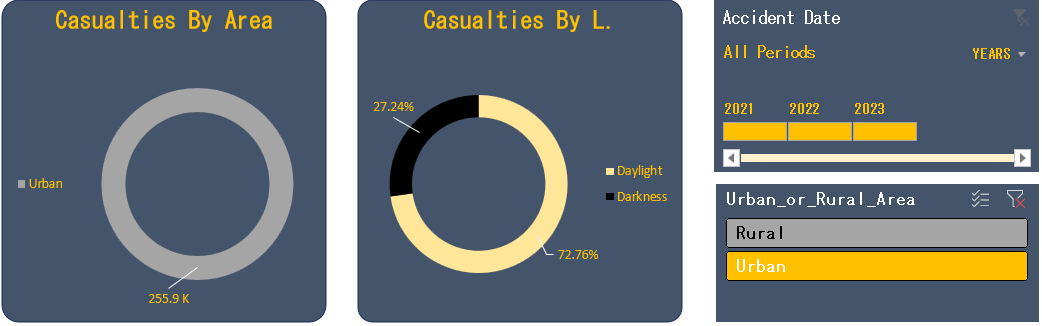 Casualties By Area
Urban
255.9 K
Casualties By L.
27.24%
Daylight
Darkness
72.76%
Accident Date
All Periods
YEARS
2021 2022 2023
Urban_or_Rural_Area
Rural
Urban